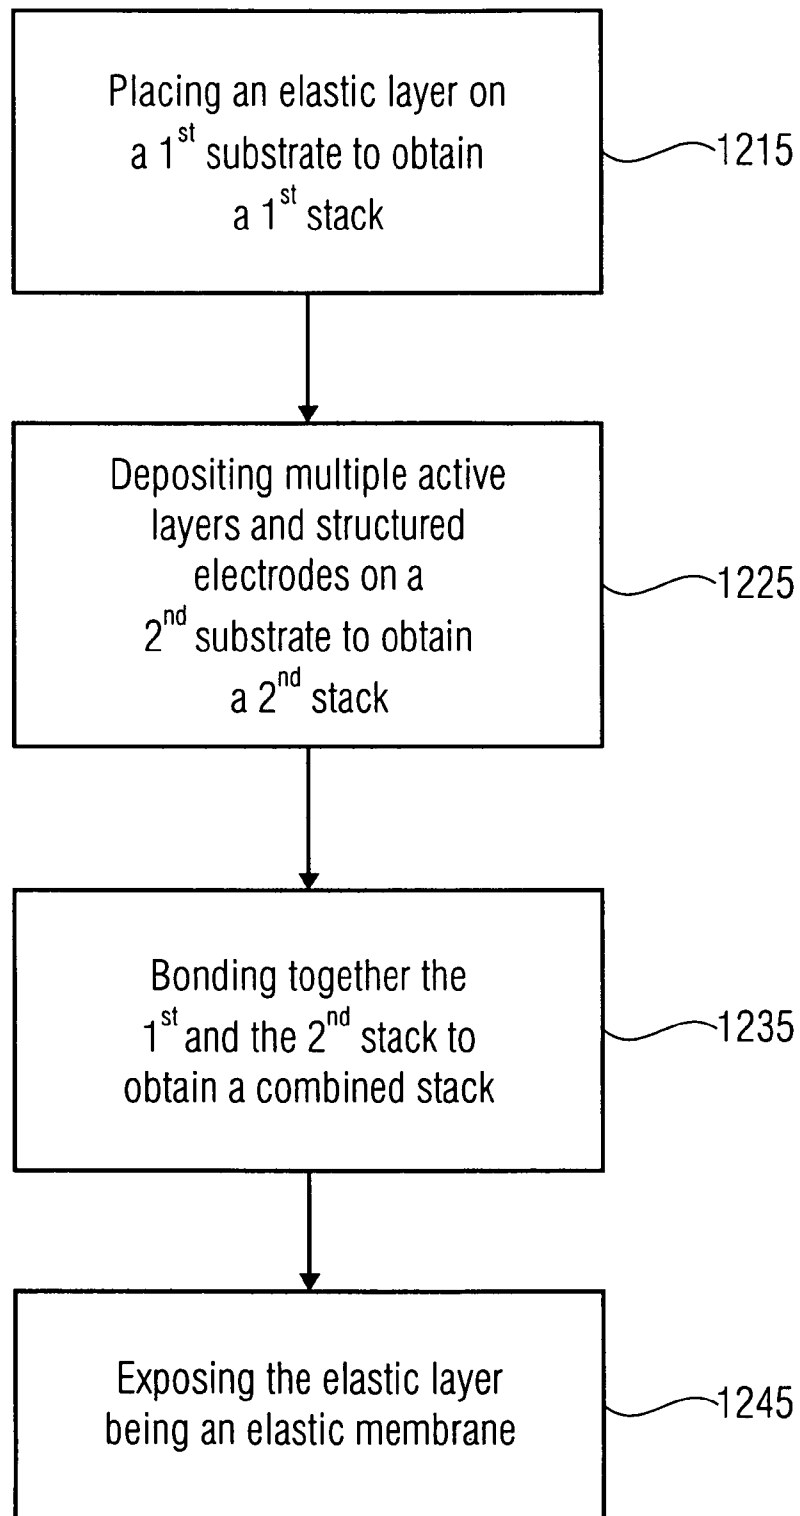 Placing an elastic layer on
a 1st substrate to obtain
a 1st stack
1215
Depositing multiple active
layers and structured
electrodes on a
2nd substrate to obtain
a 2nd stack
1225
Bonding together the
1st and the 2nd stack to
obtain a combined stack
1235
Exposing the elastic layer
being an elastic membrane
1245